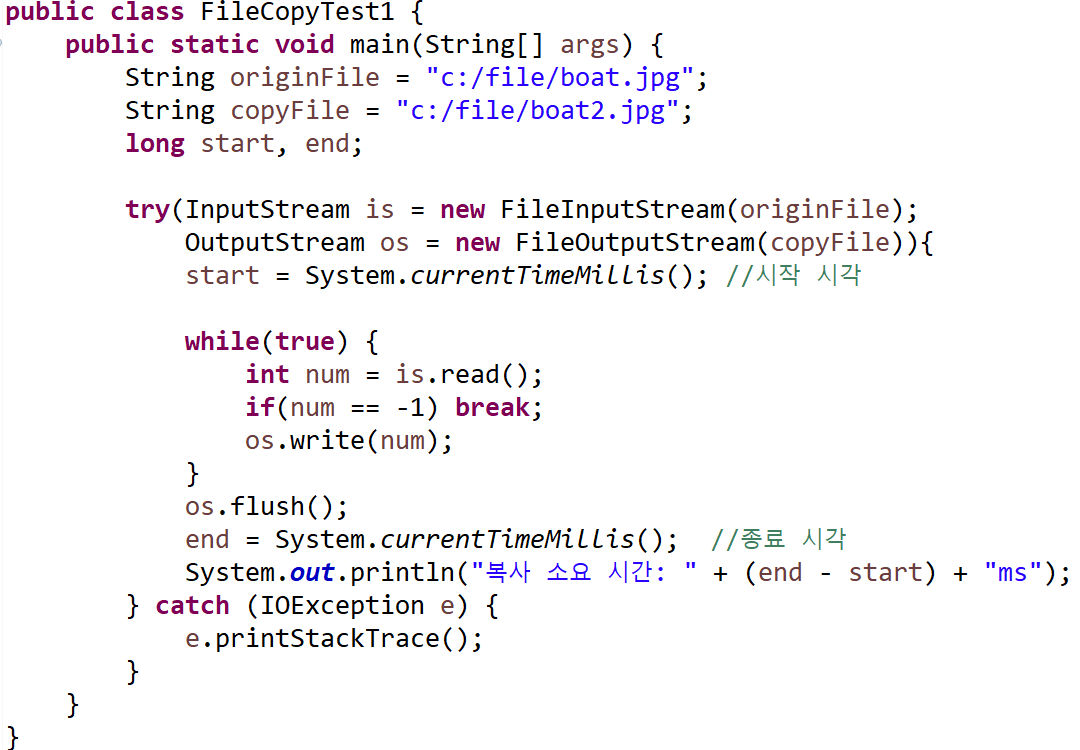 public class FileCopyTest1 {
    public static void main(String[] args) {
        String originFile = "c:/file/boat.jpg";
        String copyFile = "c:/file/boat2.jpg";
        long start, end;

        try(InputStream is = new FileInputStream(originFile);
            OutputStream os = new FileOutputStream(copyFile)){
            start = System.currentTimeMillis(); //시작 시각

            while(true) {
                int num = is.read();
                if(num == -1) break;
                os.write(num);
            }
            os.flush();
            end = System.currentTimeMillis();  //종료 시각
            System.out.println("복사 소요 시간: " + (end - start) + "ms");
        } catch (IOException e) {
            e.printStackTrace();
        }
    }
}